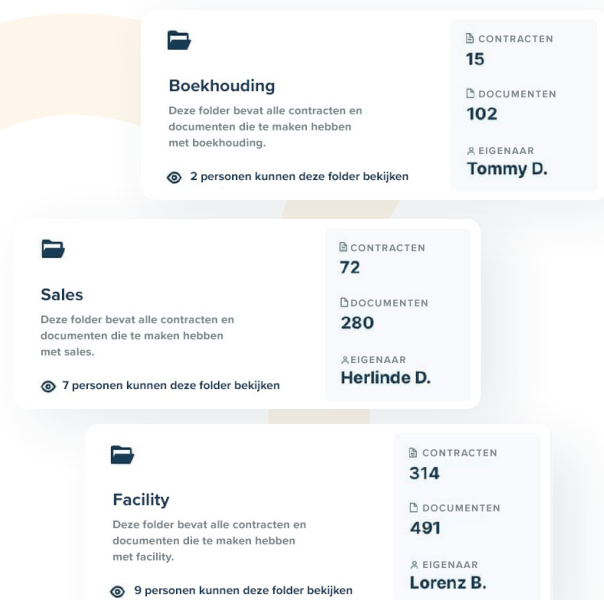 Boekhouding
Deze folder bevat alle contracten en
documenten die te maken hebben
met boekhouding.
2 personen kunnen deze folder bekijken
CONTRACTEN
15
DOCUMENTEN
102
EIGENAAR
Tommy D.
Sales
Deze folder bevat alle contracten en
documenten die te maken hebben
met sales.
7 personen kunnen deze folder bekijken
CONTRACTEN
72
DOCUMENTEN
280
EIGENAAR
Herlinde D.
Facility
Deze folder bevat alle contracten en
documenten die te maken hebben
met facility.
9 personen kunnen deze folder bekijken
CONTRACTEN
314
DOCUMENTEN
491
EIGENAAR
Lorenz B.